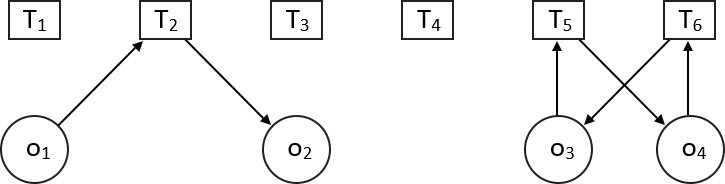 T₁ T₂ T₃ T₄ T₅ T₆
o₁ o₂ o₃ o₄